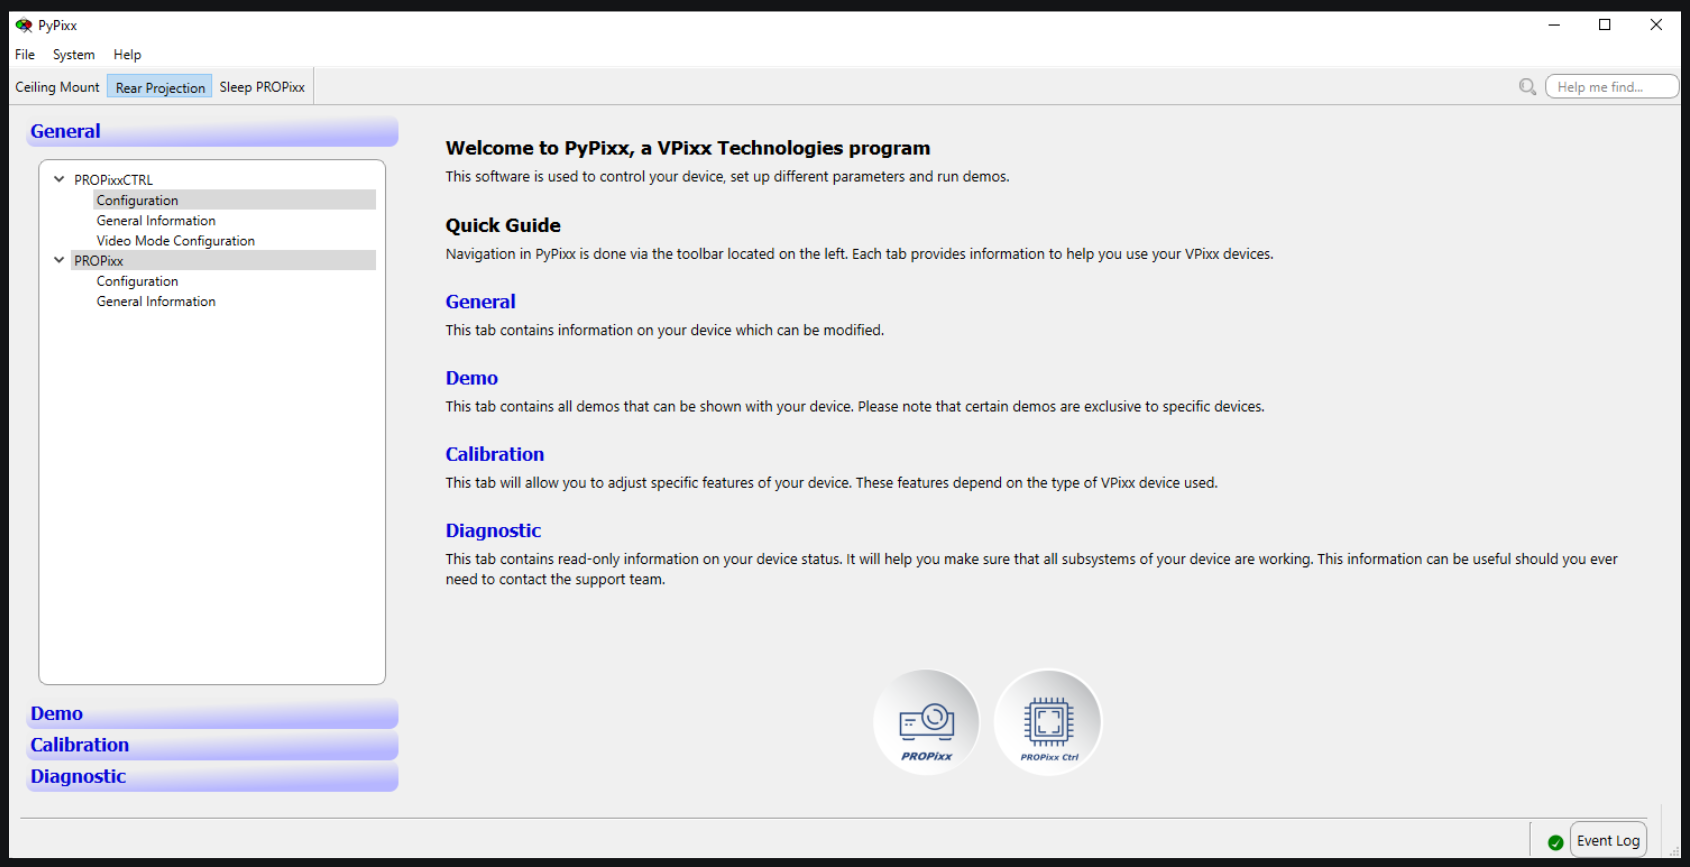 PyPixx
File System Help
Ceiling Mount Rear Projection Sleep PROPixx
Help me find...
General
PROPixxCTRL
Configuration
General Information
Video Mode Configuration
PROPixx
Configuration
General Information
Demo
Calibration
Diagnostic
Welcome to PyPixx, a VPixx Technologies program
This software is used to control your device, set up different parameters and run demos.
Quick Guide
Navigation in PyPixx is done via the toolbar located on the left. Each tab provides information to help you use your VPixx devices.
General
This tab contains information on your device which can be modified.
Demo
This tab contains all demos that can be shown with your device. Please note that certain demos are exclusive to specific devices.
Calibration
This tab will allow you to adjust specific features of your device. These features depend on the type of VPixx device used.
Diagnostic
This tab contains read-only information on your device status. It will help you make sure that all subsystems of your device are working. This information can be useful should you ever
need to contact the support team.
PROPixx
PROPixx Ctrl
Event Log